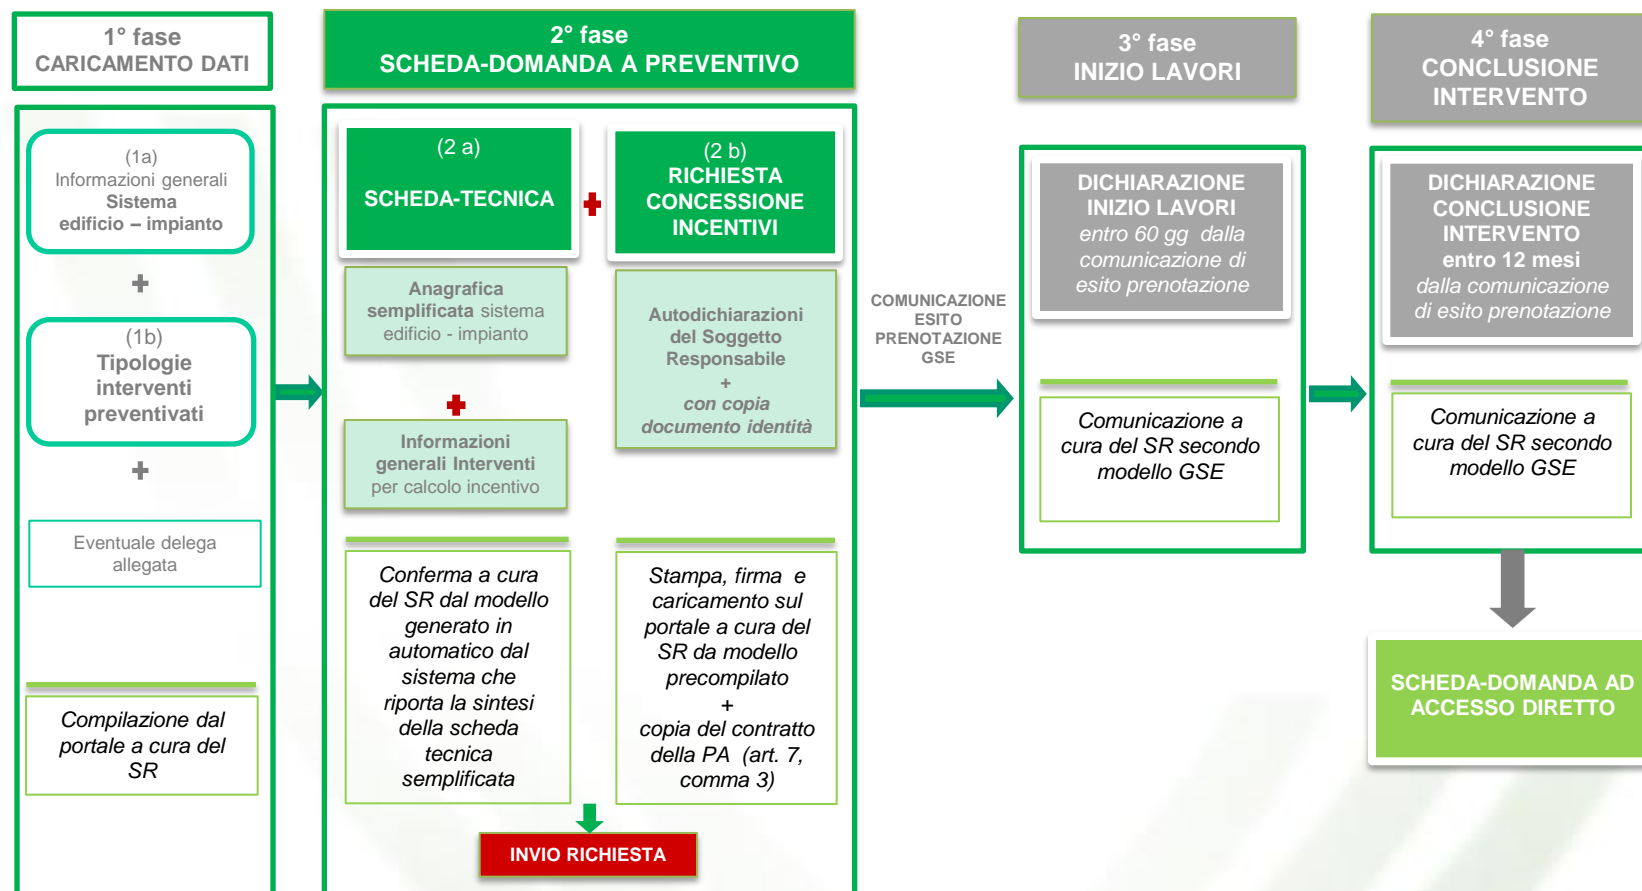 1° fase
CARICAMENTO DATI
(1a)
Informazioni generali
Sistema
edificio – impianto
+
(1b)
Tipologie
interventi
preventivati
+
Eventuale delega
allegata
Compilazione dal
portale a cura del
SR
2° fase
SCHEDA-DOMANDA A PREVENTIVO
(2 a)
SCHEDA-TECNICA
+
(2 b)
RICHIESTA
CONCESSIONE
INCENTIVI
Anagrafica
semplificata sistema
edificio - impianto
+
Informazioni
generali Interventi
per calcolo incentivo
Autodichiarazioni
del Soggetto
Responsabile
+
con copia
documento identità
Conferma a cura
del SR dal modello
generato in
automatico dal
sistema che
riporta la sintesi
della scheda
tecnica
semplificata
Stampa, firma e
caricamento sul
portale a cura del
SR da modello
precompilato
+
copia del contratto
della PA (art. 7,
comma 3)
INVIO RICHIESTA
COMUNICAZIONE
ESITO
PRENOTAZIONE
GSE
3° fase
INIZIO LAVORI
DICHIARAZIONE
INIZIO LAVORI
entro 60 gg dalla
comunicazione di
esito prenotazione
Comunicazione a
cura del SR secondo
modello GSE
4° fase
CONCLUSIONE
INTERVENTO
DICHIARAZIONE
CONCLUSIONE
INTERVENTO
entro 12 mesi
dalla comunicazione
di esito prenotazione
Comunicazione a
cura del SR secondo
modello GSE
SCHEDA-DOMANDA AD
ACCESSO DIRETTO